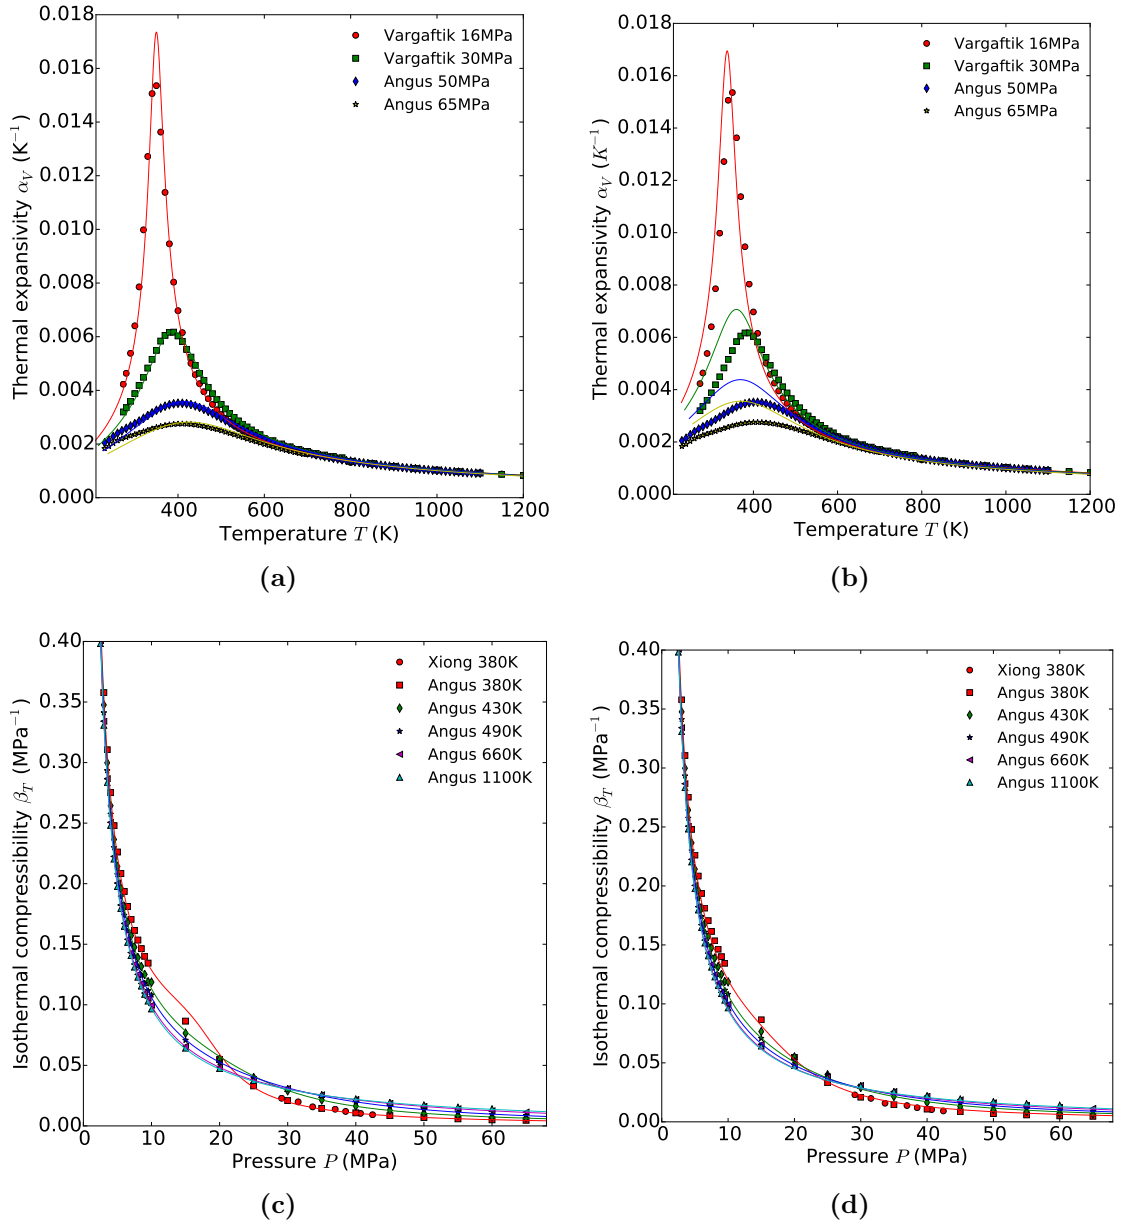 (a)
0.018
0.016
0.014
0.012
0.010
0.008
0.006
0.004
0.002
0.000
Thermal expansivity α_V (K⁻¹)
Vargaftik 16MPa
Vargaftik 30MPa
Angus 50MPa
Angus 65MPa
400 600 800 1000 1200
Temperature T (K)
(b)
0.018
0.016
0.014
0.012
0.010
0.008
0.006
0.004
0.002
0.000
Thermal expansivity α_V (K⁻¹)
Vargaftik 16MPa
Vargaftik 30MPa
Angus 50MPa
Angus 65MPa
400 600 800 1000 1200
Temperature T (K)
(c)
0.40
0.35
0.30
0.25
0.20
0.15
0.10
0.05
0.00
Isothermal compressibility β_T (MPa⁻¹)
Xiong 380K
Angus 380K
Angus 430K
Angus 490K
Angus 660K
Angus 1100K
0 10 20 30 40 50 60
Pressure P (MPa)
(d)
0.40
0.35
0.30
0.25
0.20
0.15
0.10
0.05
0.00
Isothermal compressibility β_T (MPa⁻¹)
Xiong 380K
Angus 380K
Angus 430K
Angus 490K
Angus 660K
Angus 1100K
0 10 20 30 40 50 60
Pressure P (MPa)